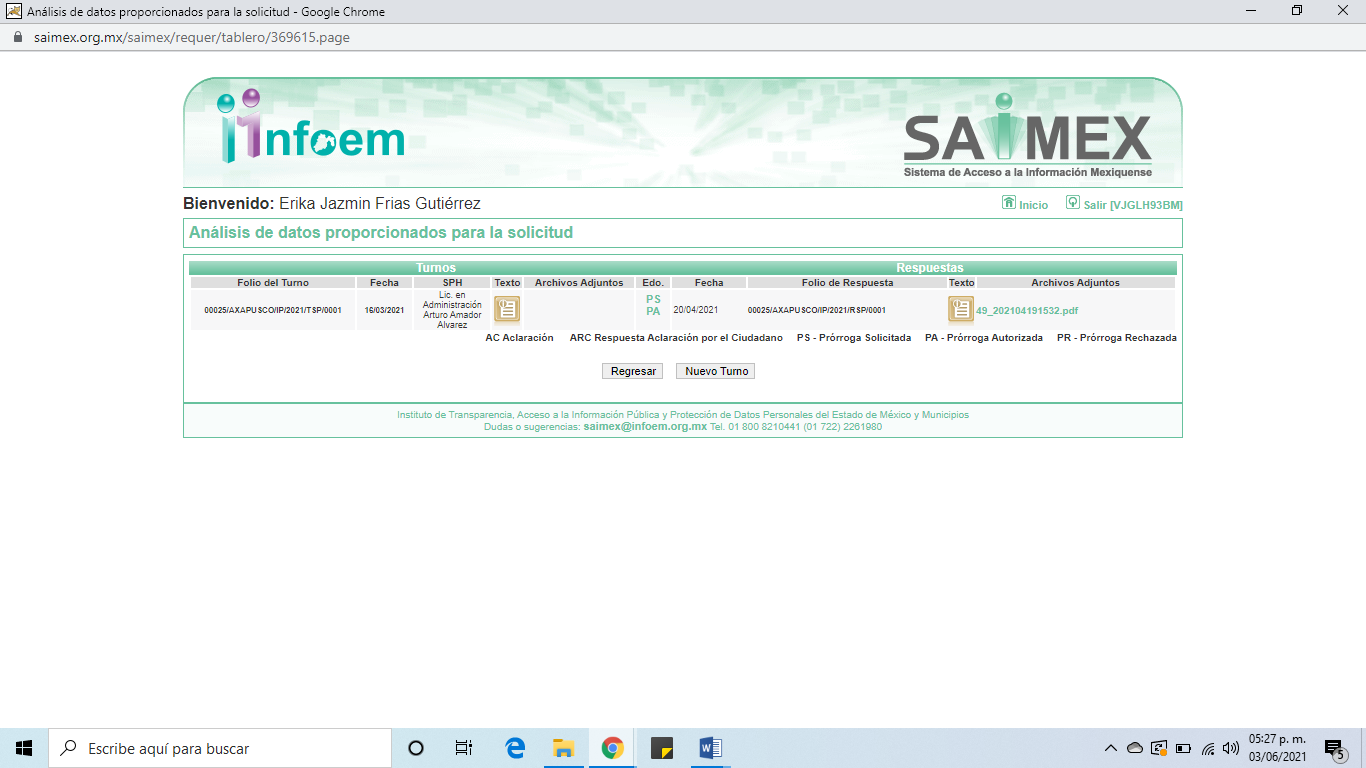 Análisis de datos proporcionados para la solicitud - Google Chrome
saimex.org.mx/saimex/requer/tablero/369615.page
infoem
SAIMEX
Sistema de Acceso a la Información Mexiquense
Bienvenido: Erika Jazmin Frias Gutiérrez
Inicio Salir [VJGLH93BM]
Análisis de datos proporcionados para la solicitud
Turnos Respuestas
Folio del Turno Fecha SPH Texto Archivos Adjuntos Edo. Fecha Folio de Respuesta Texto Archivos Adjuntos
00025/AXAPUSCO/IP/2021/TSP/0001 16/03/2021 Lic. en
Administración
Arturo Amador
Alvarez
PS
PA
20/04/2021 00025/AXAPUSCO/IP/2021/RSP/0001 49_202104191532.pdf
AC Aclaración ARC Respuesta Aclaración por el Ciudadano PS - Prórroga Solicitada PA - Prórroga Autorizada PR - Prórroga Rechazada
Regresar Nuevo Turno
Instituto de Transparencia, Acceso a la Información Pública y Protección de Datos Personales del Estado de México y Municipios
Dudas o sugerencias: saimex@infoem.org.mx Tel. 01 800 8210441 (01 722) 2261980
Escribe aquí para buscar
05:27 p. m.
03/06/2021
5